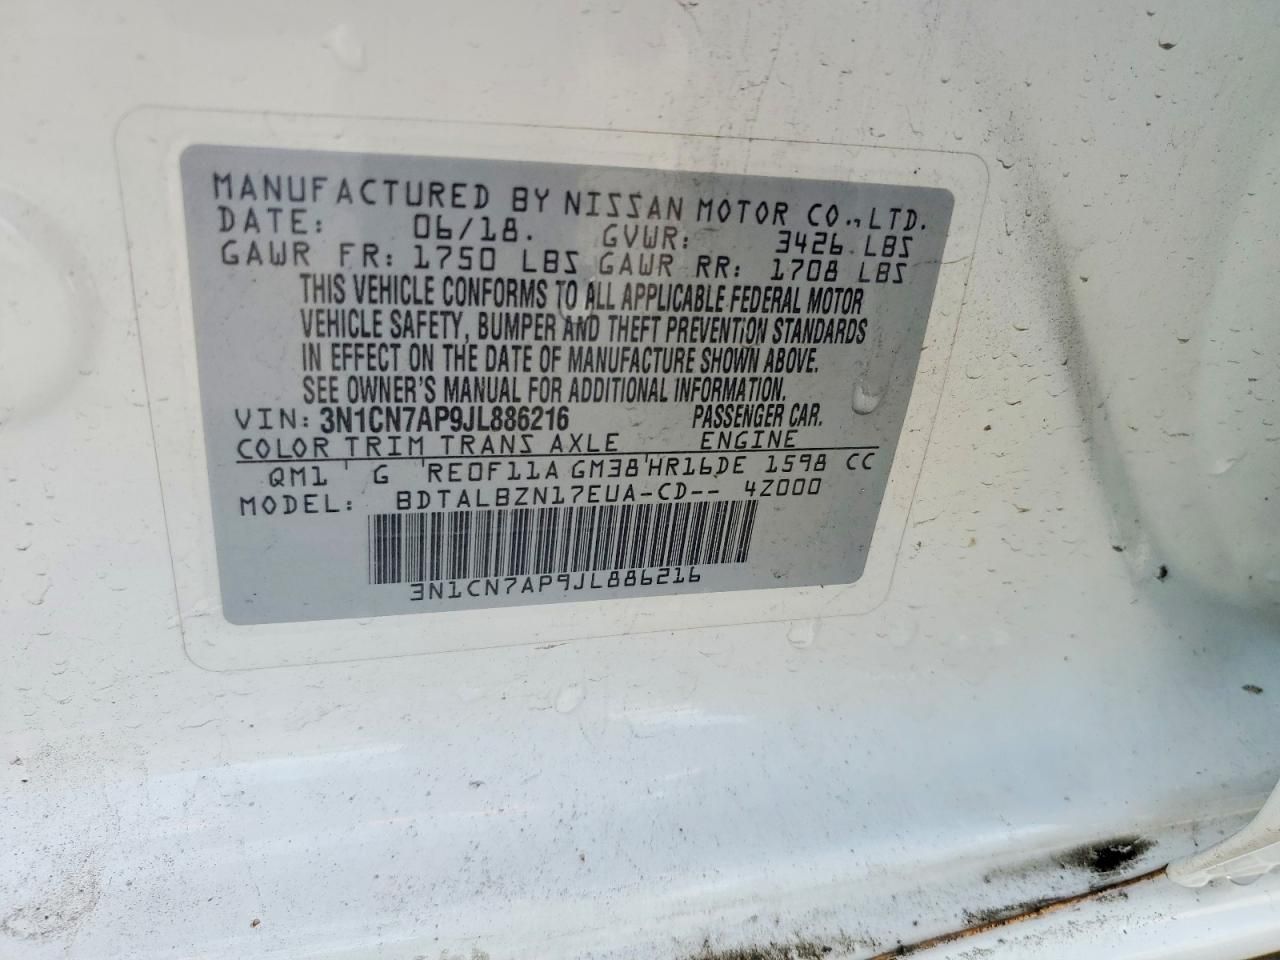 MANUFACTURED BY NISSAN MOTOR CO.,LTD.
DATE: 06/18. GVWR: 3426 LBS
GAWR FR: 1750 LBS GAWR RR: 1708 LBS
THIS VEHICLE CONFORMS TO ALL APPLICABLE FEDERAL MOTOR
VEHICLE SAFETY, BUMPER AND THEFT PREVENTION STANDARDS
IN EFFECT ON THE DATE OF MANUFACTURE SHOWN ABOVE.
SEE OWNER'S MANUAL FOR ADDITIONAL INFORMATION.
VIN: 3N1CN7AP9JL886216 PASSENGER CAR.
COLOR TRIM TRANS AXLE ENGINE
QM1 ' G ' RE0F11A GM38'HR16DE 1598 CC
MODEL: BDTALBZN17EUA-CD-- 4Z000
3N1CN7AP9JL886216